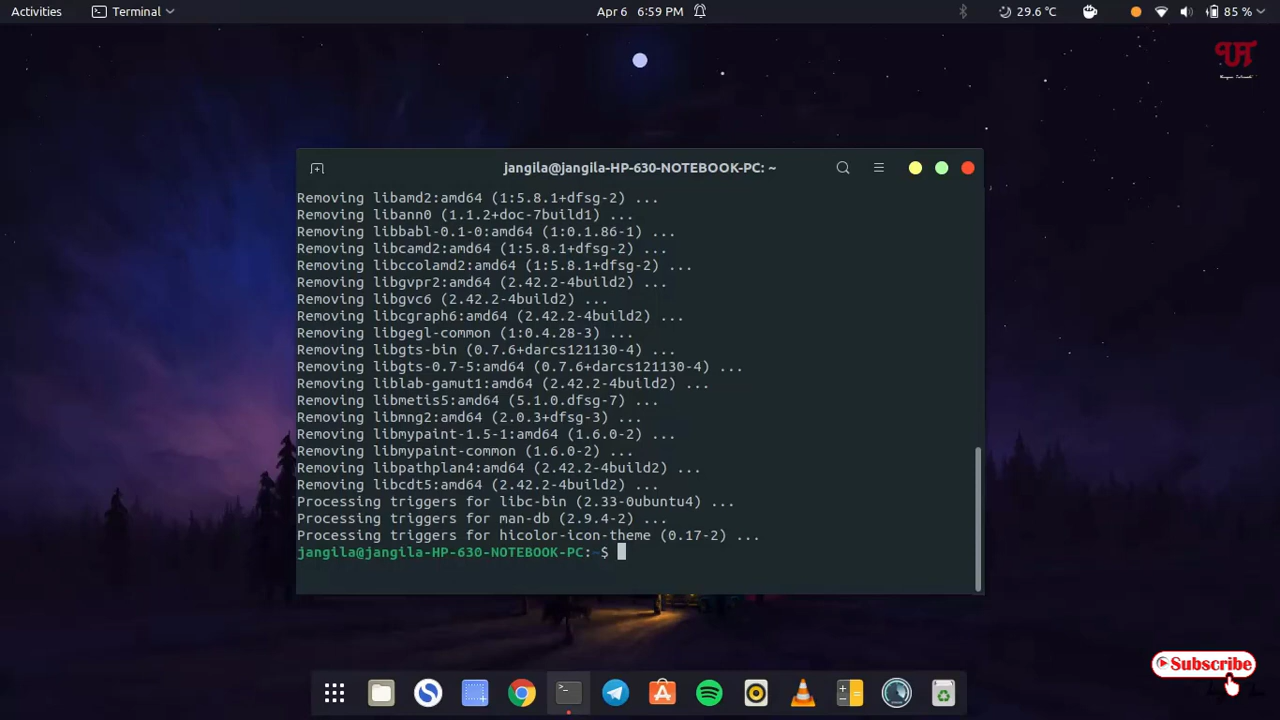 Activities
Terminal
Apr 6 6:59 PM
29.6 °C
85 %
jangila@jangila-HP-630-NOTEBOOK-PC: ~
Removing libamd2:amd64 (1:5.8.1+dfsg-2) ...
Removing libann0 (1.1.2+doc-7build1) ...
Removing libbabl-0.1-0:amd64 (1:0.1.86-1) ...
Removing libcamd2:amd64 (1:5.8.1+dfsg-2) ...
Removing libccolamd2:amd64 (1:5.8.1+dfsg-2) ...
Removing libgvpr2:amd64 (2.42.2-4build2) ...
Removing libgvc6 (2.42.2-4build2) ...
Removing libcgraph6:amd64 (2.42.2-4build2) ...
Removing libgegl-common (1:0.4.28-3) ...
Removing libgts-bin (0.7.6+darcs121130-4) ...
Removing libgts-0.7-5:amd64 (0.7.6+darcs121130-4) ...
Removing liblab-gamut1:amd64 (2.42.2-4build2) ...
Removing libmetis5:amd64 (5.1.0.dfsg-7) ...
Removing libmng2:amd64 (2.0.3+dfsg-3) ...
Removing libmypaint-1.5-1:amd64 (1.6.0-2) ...
Removing libmypaint-common (1.6.0-2) ...
Removing libpathplan4:amd64 (2.42.2-4build2) ...
Removing libcdt5:amd64 (2.42.2-4build2) ...
Processing triggers for libc-bin (2.33-0ubuntu4) ...
Processing triggers for man-db (2.9.4-2) ...
Processing triggers for hicolor-icon-theme (0.17-2) ...
jangila@jangila-HP-630-NOTEBOOK-PC:~$
Subscribe